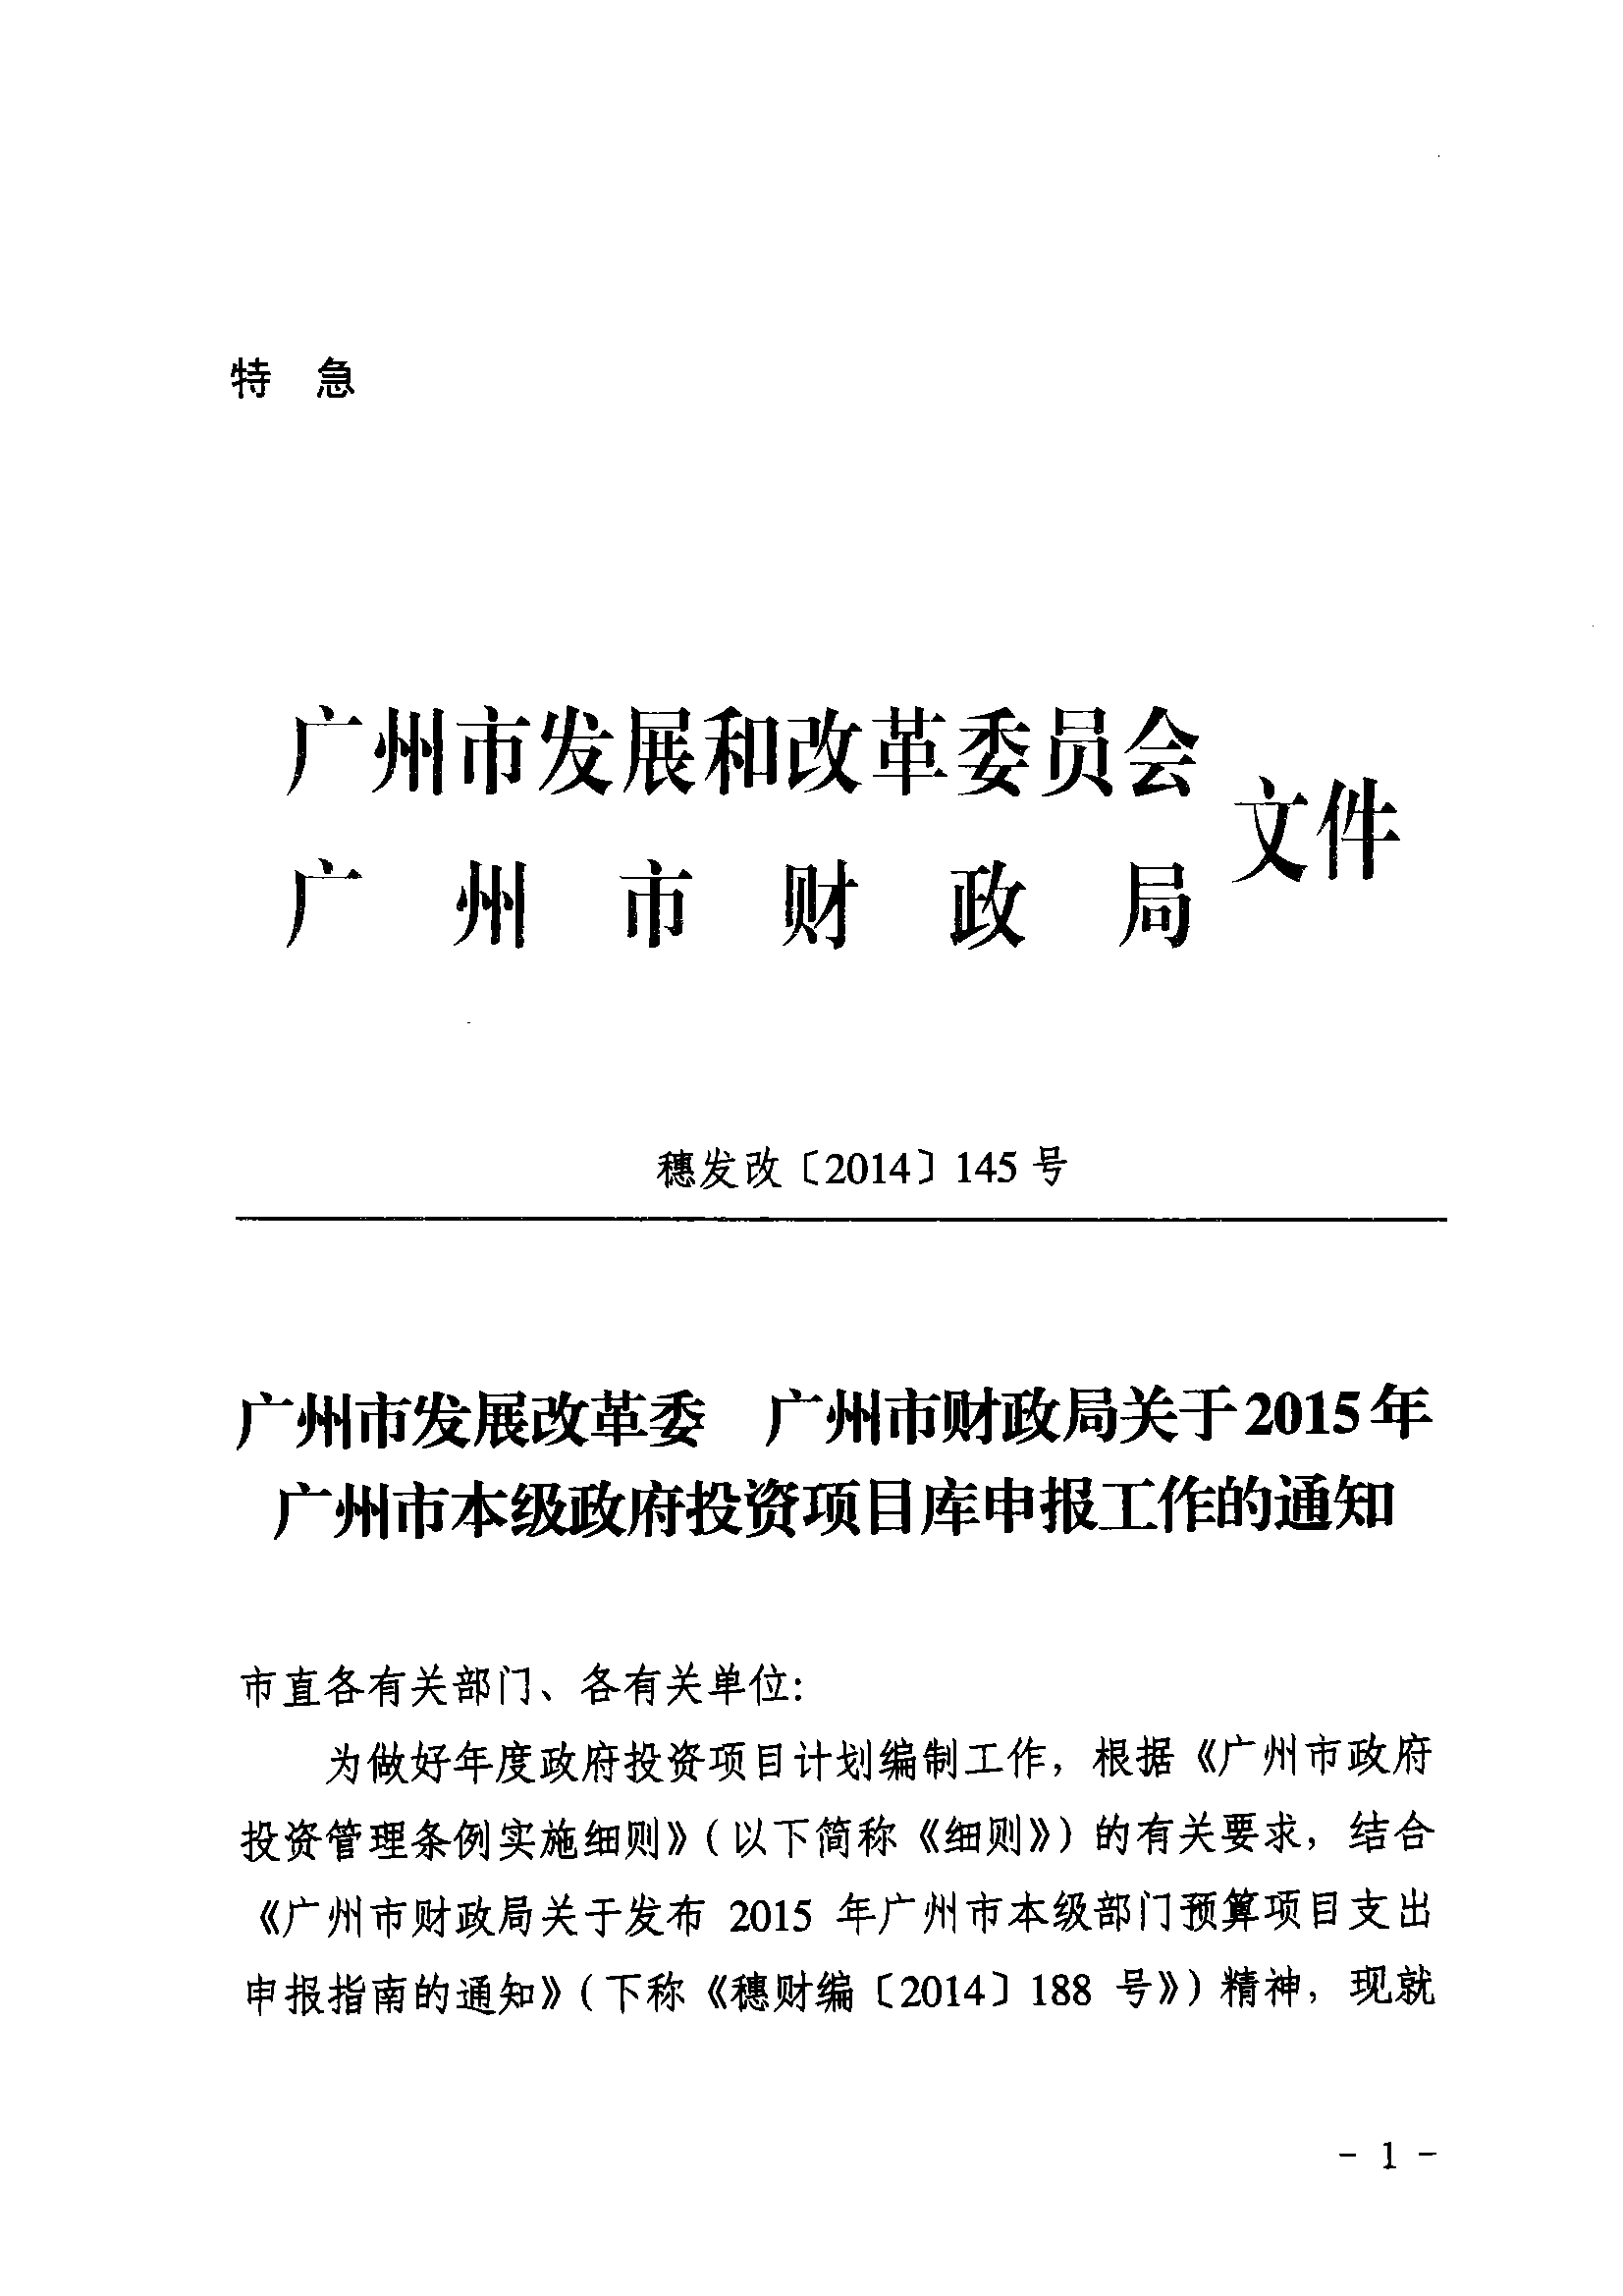 特 急
广州市发展和改革委员会
文件
广州市财政局
穗发改〔2014〕145号
广州市发展改革委 广州市财政局关于2015年
广州市本级政府投资项目库申报工作的通知
市直各有关部门、各有关单位:
为做好年度政府投资项目计划编制工作，根据《广州市政府
投资管理条例实施细则》(以下简称《细则》)的有关要求，结合
《广州市财政局关于发布 2015 年广州市本级部门预算项目支出
申报指南的通知》(下称《穗财编〔2014〕188 号》)精神，现就
- 1 -